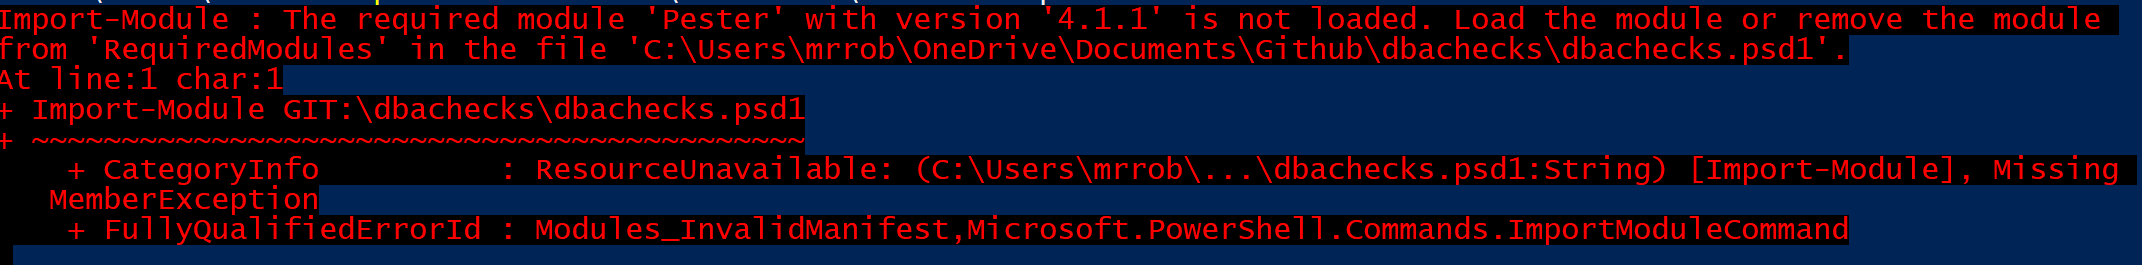 Import-Module : The required module 'Pester' with version '4.1.1' is not loaded. Load the module or remove the module
from 'RequiredModules' in the file 'C:\Users\mrrob\OneDrive\Documents\Github\dbachecks\dbachecks.psd1'.
At line:1 char:1
+ Import-Module GIT:\dbachecks\dbachecks.psd1
+ ~~~~~~~~~~~~~~~~~~~~~~~~~~~~~~~~~~~~~~~~~~~
    + CategoryInfo          : ResourceUnavailable: (C:\Users\mrrob\...\dbachecks.psd1:String) [Import-Module], Missing
   MemberException
    + FullyQualifiedErrorId : Modules_InvalidManifest,Microsoft.PowerShell.Commands.ImportModuleCommand